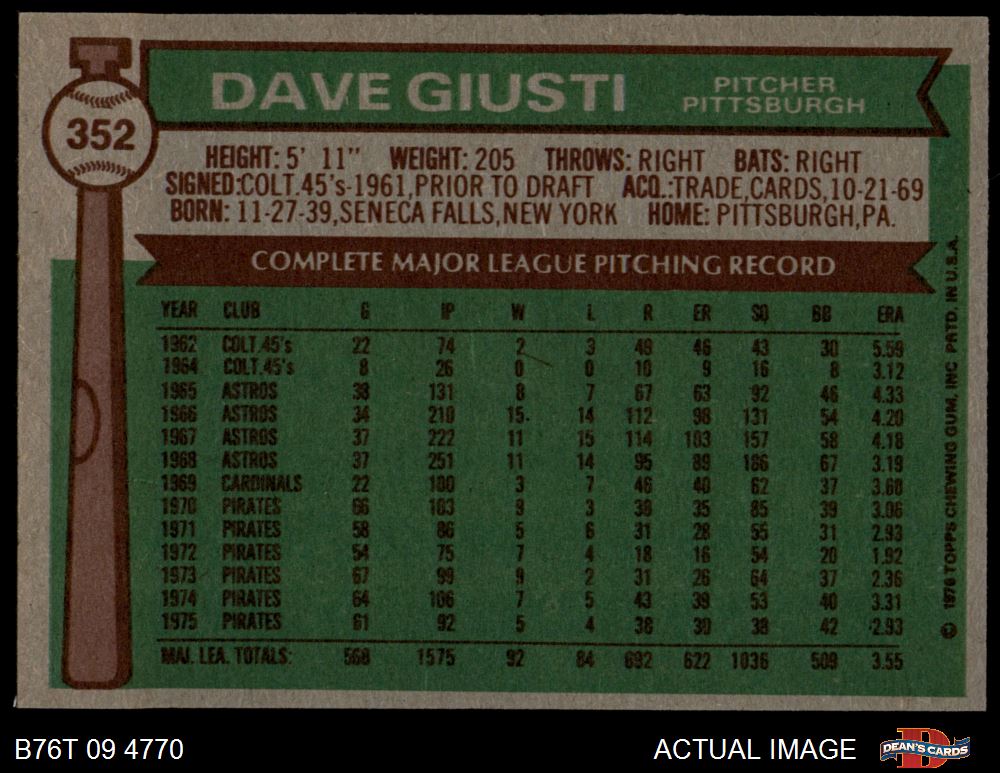 352
DAVE GIUSTI
PITCHER
PITTSBURGH
HEIGHT: 5' 11" WEIGHT: 205 THROWS: RIGHT BATS: RIGHT
SIGNED: COLT.45's-1961, PRIOR TO DRAFT ACQ.: TRADE, CARDS, 10-21-69
BORN: 11-27-39, SENECA FALLS, NEW YORK HOME: PITTSBURGH, PA.
COMPLETE MAJOR LEAGUE PITCHING RECORD
YEAR CLUB G IP W L R ER SO BB ERA
1962 COLT.45's 22 74 2 3 49 46 43 30 5.59
1964 COLT.45's 8 26 0 0 10 9 16 8 3.12
1965 ASTROS 38 131 8 7 67 63 92 46 4.33
1966 ASTROS 34 210 15 14 112 98 131 54 4.20
1967 ASTROS 37 222 11 15 114 103 157 58 4.18
1968 ASTROS 37 251 11 14 95 89 186 67 3.19
1969 CARDINALS 22 100 3 7 46 40 62 37 3.60
1970 PIRATES 66 103 9 3 38 35 85 39 3.06
1971 PIRATES 58 86 5 6 31 28 55 31 2.93
1972 PIRATES 54 75 7 4 18 16 54 20 1.92
1973 PIRATES 67 99 9 2 31 26 64 37 2.36
1974 PIRATES 64 106 7 5 43 39 53 40 3.31
1975 PIRATES 61 92 5 4 38 30 38 42 2.93
MAJ. LEA. TOTALS: 568 1575 92 84 692 622 1036 509 3.55
© 1976 TOPPS CHEWING GUM, INC PRTD. IN U.S.A.
B76T 09 4770
ACTUAL IMAGE
D
DEAN'S CARDS